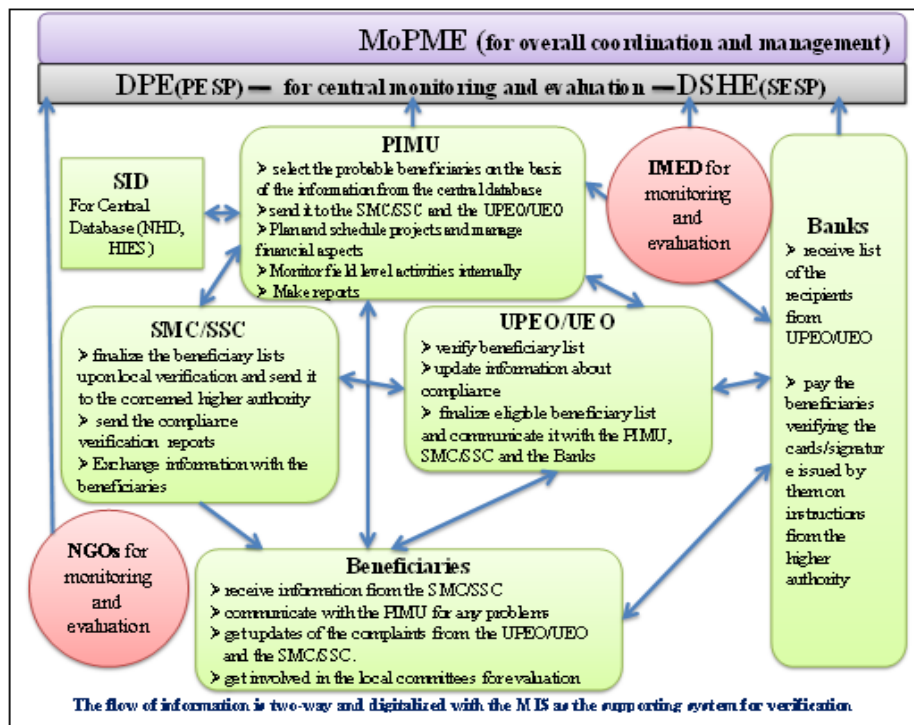 MoPME (for overall coordination and management)
DPE(PESP) — for central monitoring and evaluation —DSHE(SESP)
PIMU
➢ select the probable beneficiaries on the basis
of the information from the central database
➢ send it to the SMC/SSC and the UPEO/UEO
➢ Plan and schedule projects and manage
financial aspects
➢ Monitor field level activities internally
➢ Make reports
SID
For Central
Database (NHD,
HIES )
IMED for
monitoring
and
evaluation
Banks
➢ receive list
of the
recipients
from
UPEO/UEO
➢ pay the
beneficiaries
verifying the
cards/signatur
e issued by
them on
instructions
from the
higher
authority
SMC/SSC
➢ finalize the beneficiary lists
upon local verification and send it
to the concerned higher authority
➢ send the compliance
verification reports
➢ Exchange information with the
beneficiaries
UPEO/UEO
➢ verify beneficiary list
➢ update information about
compliance
➢ finalize eligible beneficiary list
and communicate it with the PIMU,
SMC/SSC and the Banks
NGOs for
monitoring
and
evaluation
Beneficiaries
➢ receive information from the SMC/SSC
➢ communicate with the PIMU for any problems
➢ get updates of the complaints from the UPEO/UEO
and the SMC/SSC.
➢ get involved in the local committees for evaluation
The flow of information is two-way and digitalized with the MIS as the supporting system for verification